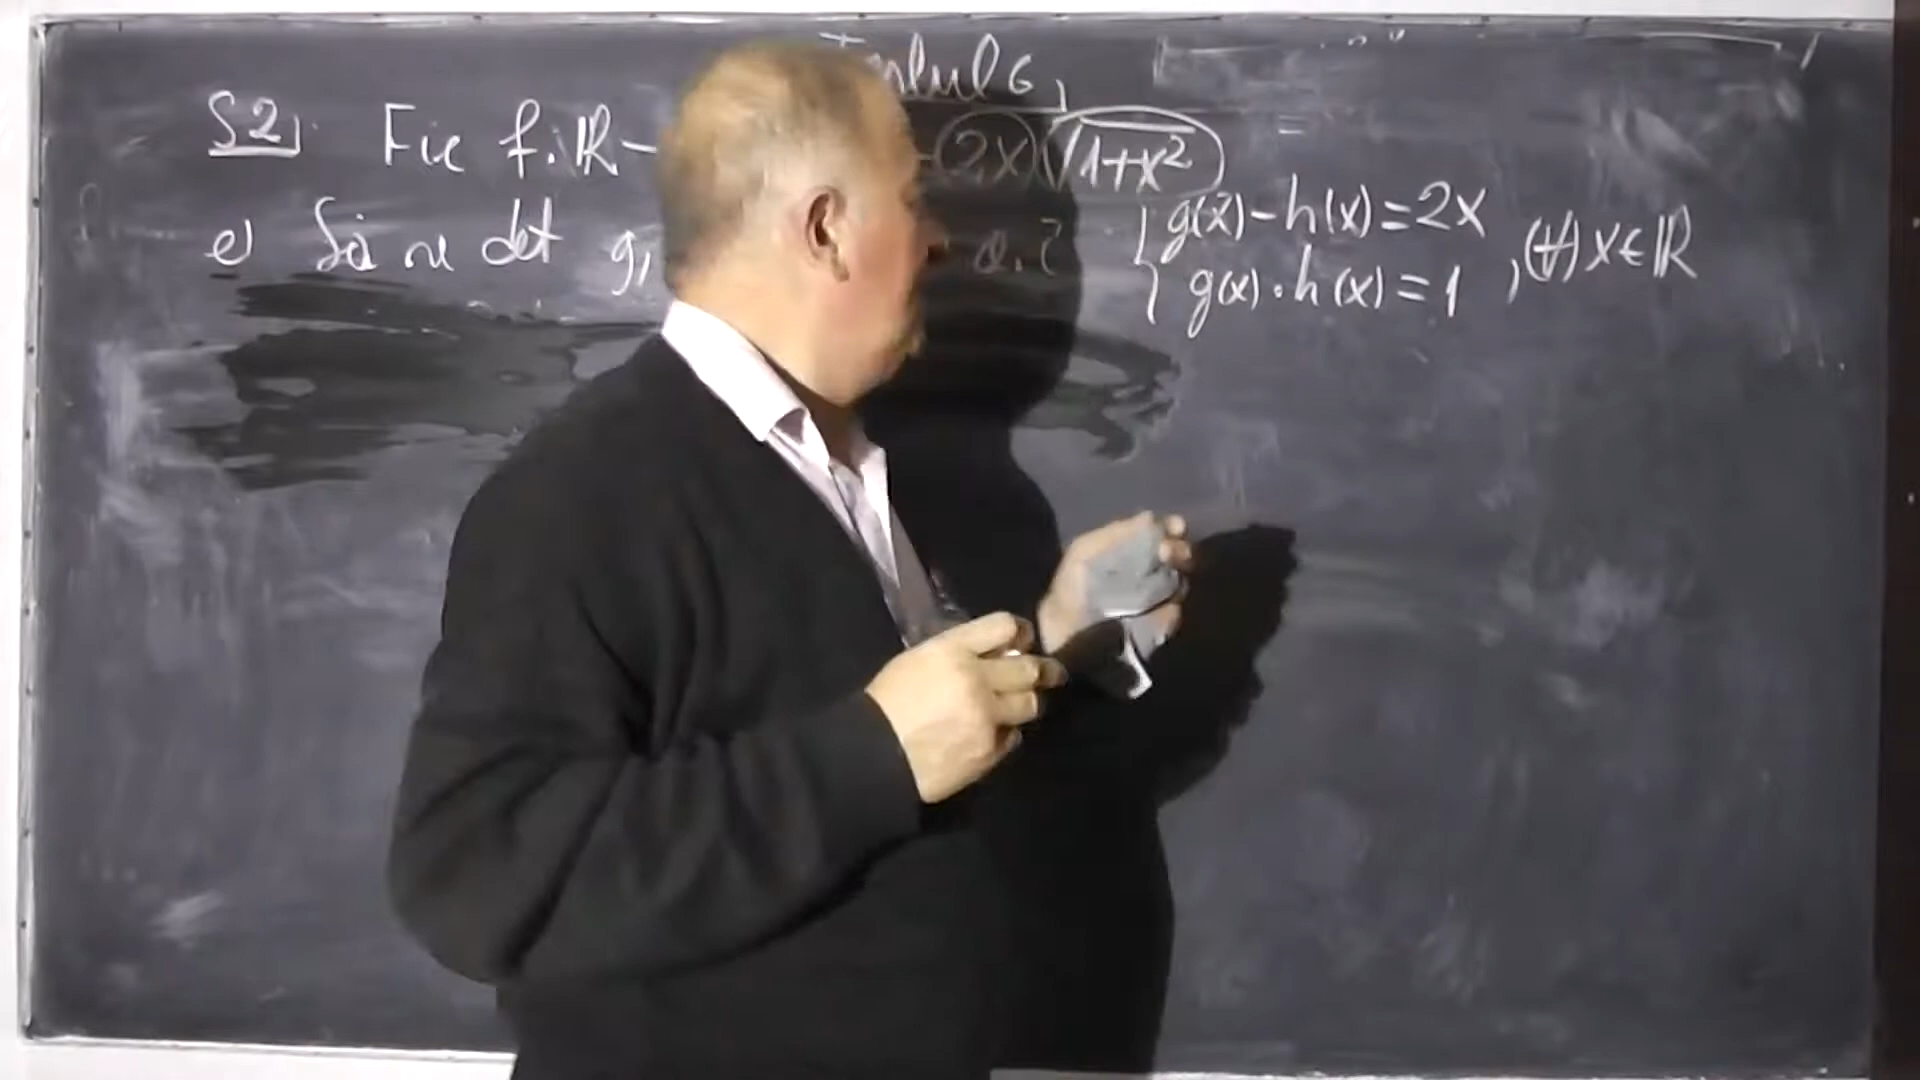 S2). Fie f: ℝ - 2x √1+x²
e) Să se det g, a.î. { g(x) - h(x) = 2x
g(x) · h(x) = 1 , (∀) x ∈ ℝ